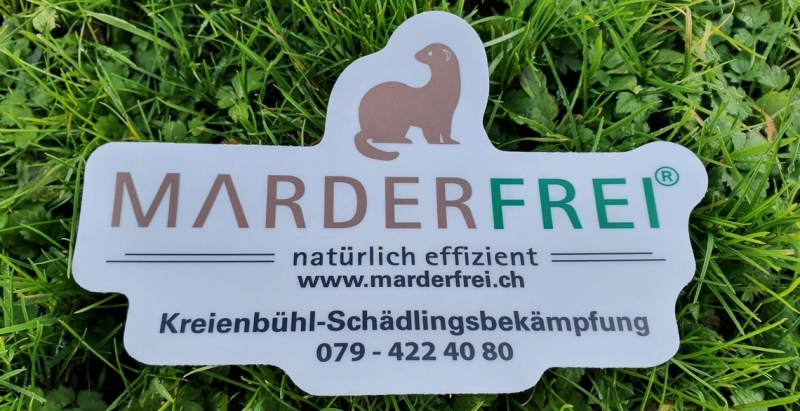 MARDERFREI®
natürlich effizient
www.marderfrei.ch
Kreienbühl-Schädlingsbekämpfung
079 - 422 40 80